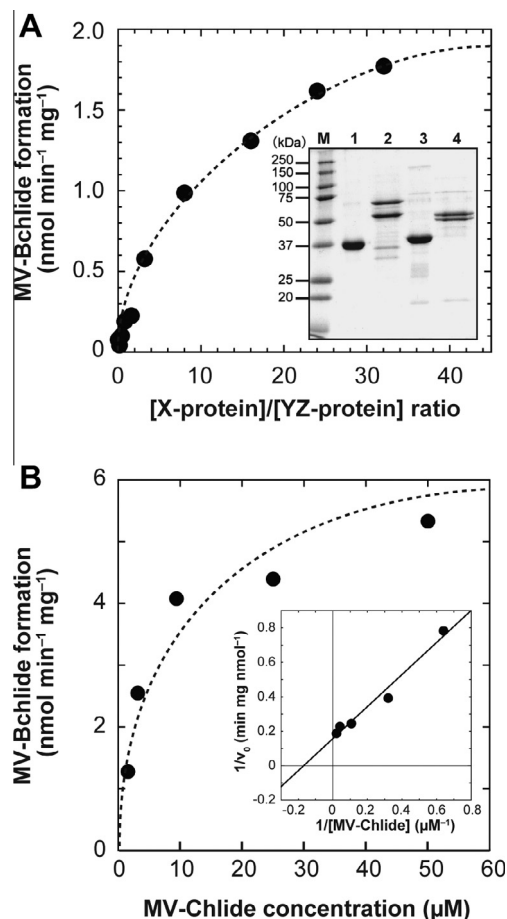 A
MV-Bchlide formation
(nmol min⁻¹ mg⁻¹)
2.0
1.5
1.0
0.5
0
0 10 20 30 40
[X-protein]/[YZ-protein] ratio
(kDa) M 1 2 3 4
250
150
100
75
50
37
25
20
B
MV-Bchlide formation
(nmol min⁻¹ mg⁻¹)
6
4
2
0
0 10 20 30 40 50 60
MV-Chlide concentration (μM)
1/v₀ (min mg nmol⁻¹)
0.8
0.6
0.4
0.2
0
-0.2
-0.2 0 0.2 0.4 0.6 0.8
1/[MV-Chlide] (μM⁻¹)